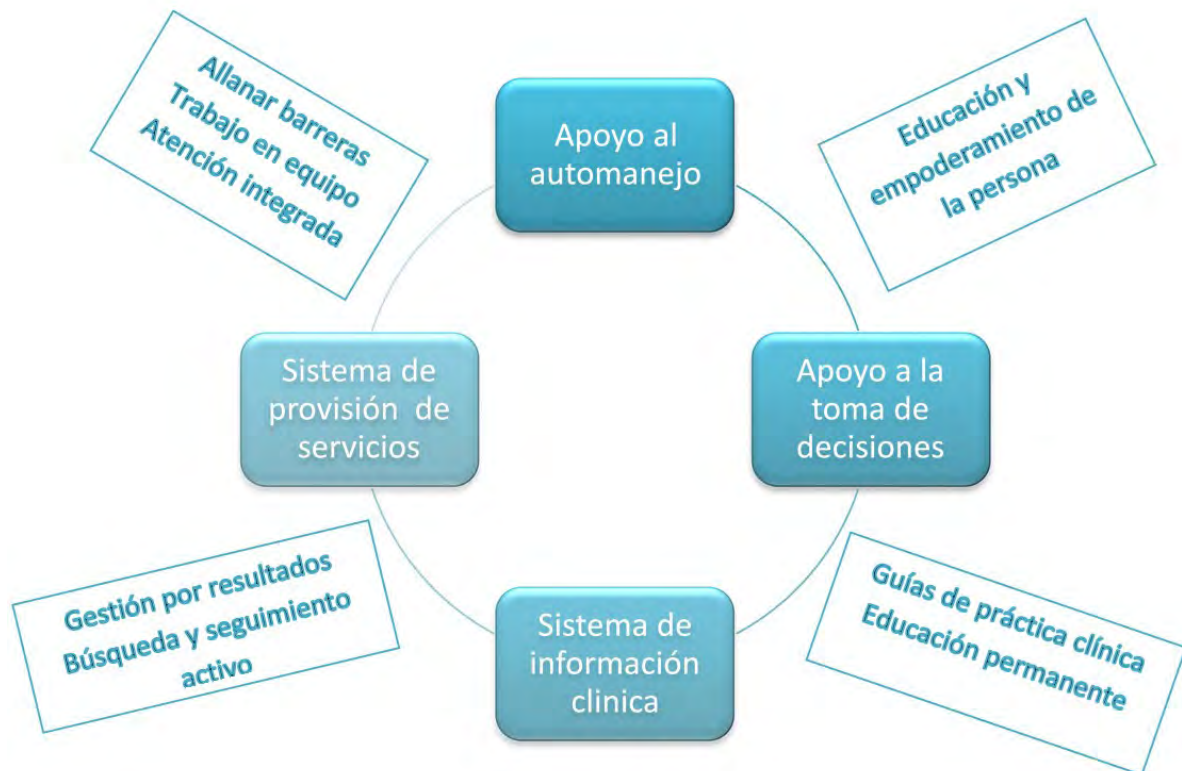 Allanar barreras
Trabajo en equipo
Atención integrada
Apoyo al
automanejo
Educación y
empoderamiento de
la persona
Sistema de
provisión de
servicios
Apoyo a la
toma de
decisiones
Gestión por resultados
Búsqueda y seguimiento
activo
Sistema de
información
clinica
Guías de práctica clínica
Educación permanente